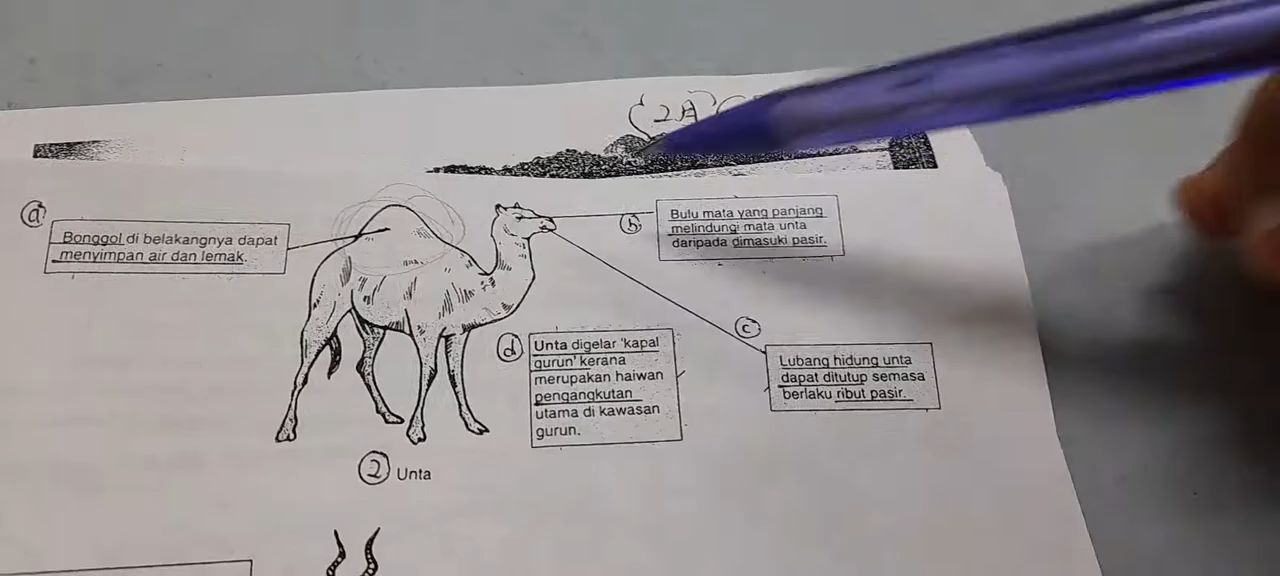 (2A)
a
Bonggol di belakangnya dapat
menyimpan air dan lemak.
b
Bulu mata yang panjang
melindungi mata unta
daripada dimasuki pasir.
c
Lubang hidung unta
dapat ditutup semasa
berlaku ribut pasir.
d
Unta digelar 'kapal
gurun' kerana
merupakan haiwan
pengangkutan
utama di kawasan
gurun.
2 Unta